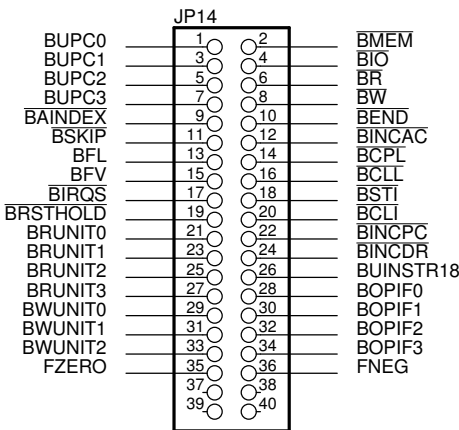 JP14
BUPC0 1 2 BMEM
BUPC1 3 4 BIO
BUPC2 5 6 BR
BUPC3 7 8 BW
BAINDEX 9 10 BEND
BSKIP 11 12 BINCAC
BFL 13 14 BCPL
BFV 15 16 BCLL
BIRQS 17 18 BSTI
BRSTHOLD 19 20 BCLI
BRUNIT0 21 22 BINCPC
BRUNIT1 23 24 BINCDR
BRUNIT2 25 26 BUINSTR18
BRUNIT3 27 28 BOPIF0
BWUNIT0 29 30 BOPIF1
BWUNIT1 31 32 BOPIF2
BWUNIT2 33 34 BOPIF3
FZERO 35 36 FNEG
37 38
39 40